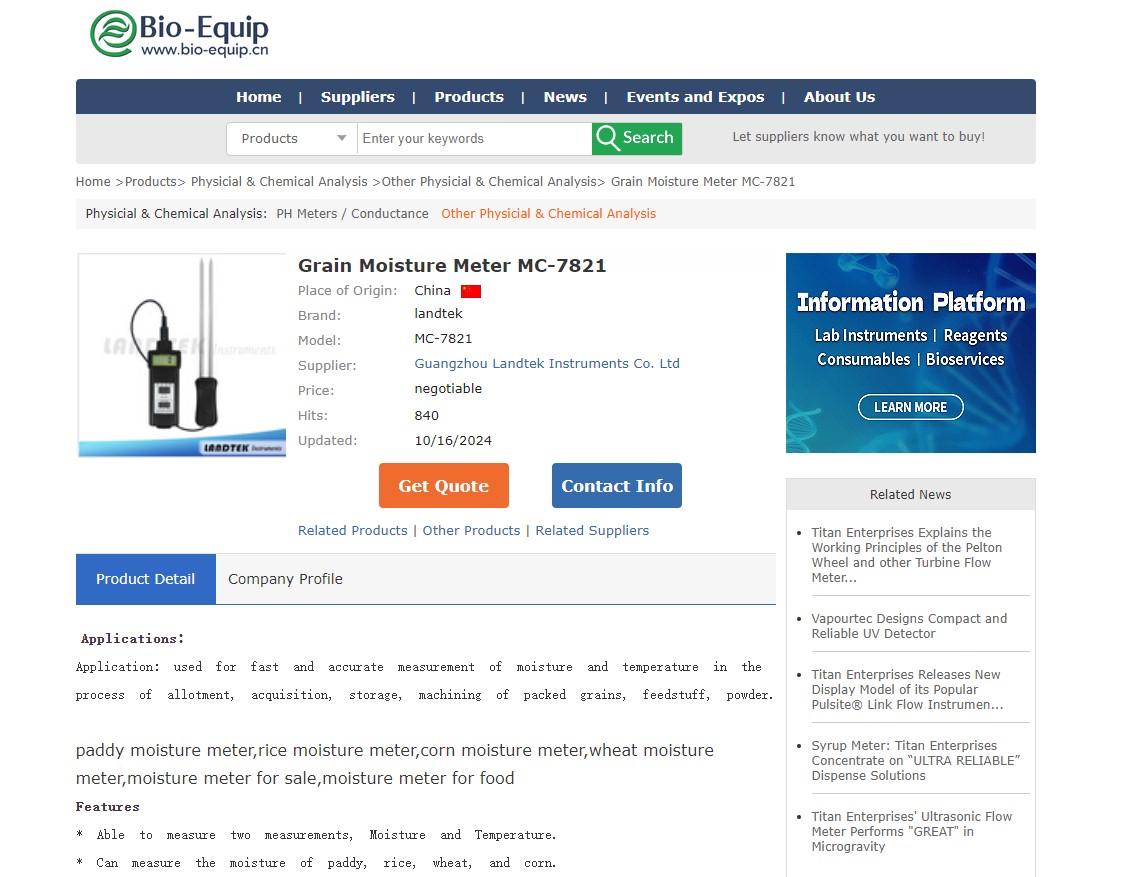 Bio-Equip
www.bio-equip.cn
Home | Suppliers | Products | News | Events and Expos | About Us
Products Enter your keywords Search Let suppliers know what you want to buy!
Home >Products> Physicial & Chemical Analysis >Other Physicial & Chemical Analysis> Grain Moisture Meter MC-7821
Physicial & Chemical Analysis: PH Meters / Conductance Other Physicial & Chemical Analysis
LANDTEK Instruments
LANDTEK Instruments
Grain Moisture Meter MC-7821
Place of Origin: China
Brand: landtek
Model: MC-7821
Supplier: Guangzhou Landtek Instruments Co. Ltd
Price: negotiable
Hits: 840
Updated: 10/16/2024
Get Quote Contact Info
Related Products | Other Products | Related Suppliers
Information Platform
Lab Instruments | Reagents
Consumables | Bioservices
LEARN MORE
Product Detail Company Profile
Applications:
Application: used for fast and accurate measurement of moisture and temperature in the
process of allotment, acquisition, storage, machining of packed grains, feedstuff, powder.
paddy moisture meter,rice moisture meter,corn moisture meter,wheat moisture
meter,moisture meter for sale,moisture meter for food
Features
* Able to measure two measurements, Moisture and Temperature.
* Can measure the moisture of paddy, rice, wheat, and corn.
Related News
• Titan Enterprises Explains the
Working Principles of the Pelton
Wheel and other Turbine Flow
Meter...
• Vapourtec Designs Compact and
Reliable UV Detector
• Titan Enterprises Releases New
Display Model of its Popular
Pulsite® Link Flow Instrumen...
• Syrup Meter: Titan Enterprises
Concentrate on “ULTRA RELIABLE”
Dispense Solutions
• Titan Enterprises' Ultrasonic Flow
Meter Performs "GREAT" in
Microgravity